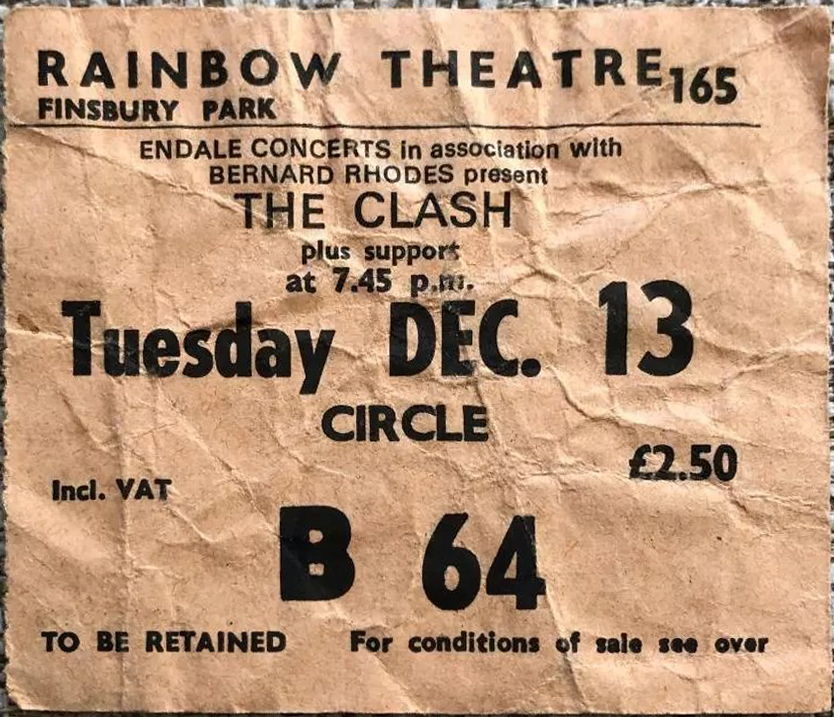 RAINBOW THEATRE 165
FINSBURY PARK
ENDALE CONCERTS in association with
BERNARD RHODES present
THE CLASH
plus support
at 7.45 p.m.
Tuesday DEC. 13
CIRCLE
£2.50
Incl. VAT
B 64
TO BE RETAINED For conditions of sale see over